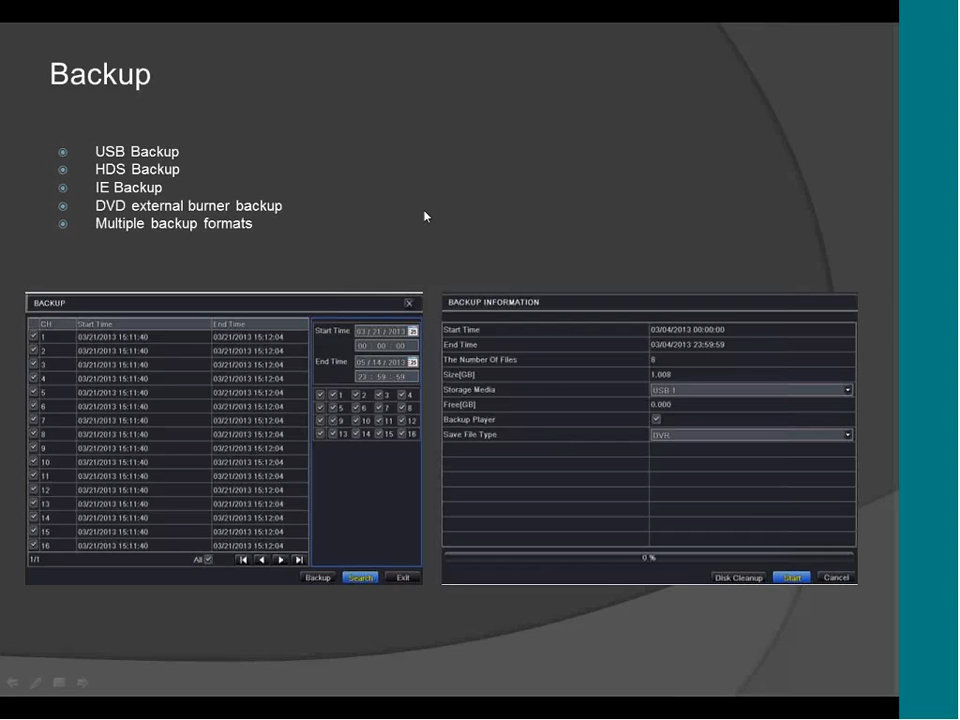 Backup
USB Backup
HDS Backup
IE Backup
DVD external burner backup
Multiple backup formats
BACKUP
CH Start Time End Time
1 03/21/2013 15:11:40 03/21/2013 15:12:04
2 03/21/2013 15:11:40 03/21/2013 15:12:04
3 03/21/2013 15:11:40 03/21/2013 15:12:04
4 03/21/2013 15:11:40 03/21/2013 15:12:04
5 03/21/2013 15:11:40 03/21/2013 15:12:04
6 03/21/2013 15:11:40 03/21/2013 15:12:04
7 03/21/2013 15:11:40 03/21/2013 15:12:04
8 03/21/2013 15:11:40 03/21/2013 15:12:04
9 03/21/2013 15:11:40 03/21/2013 15:12:04
10 03/21/2013 15:11:40 03/21/2013 15:12:04
11 03/21/2013 15:11:40 03/21/2013 15:12:04
12 03/21/2013 15:11:40 03/21/2013 15:12:04
13 03/21/2013 15:11:40 03/21/2013 15:12:04
14 03/21/2013 15:11:40 03/21/2013 15:12:04
15 03/21/2013 15:11:40 03/21/2013 15:12:04
16 03/21/2013 15:11:40 03/21/2013 15:12:04
1/1 All
Start Time 03 / 21 / 2013
00 : 00 : 00
End Time 05 / 14 / 2013
23 : 59 : 59
1 2 3 4
5 6 7 8
9 10 11 12
13 14 15 16
Backup Search Exit
BACKUP INFORMATION
Start Time 03/04/2013 00:00:00
End Time 03/04/2013 23:59:59
The Number Of Files 8
Size[GB] 1.008
Storage Media USB 1
Free[GB] 0.000
Backup Player
Save File Type DVR
0 %
Disk Cleanup Start Cancel